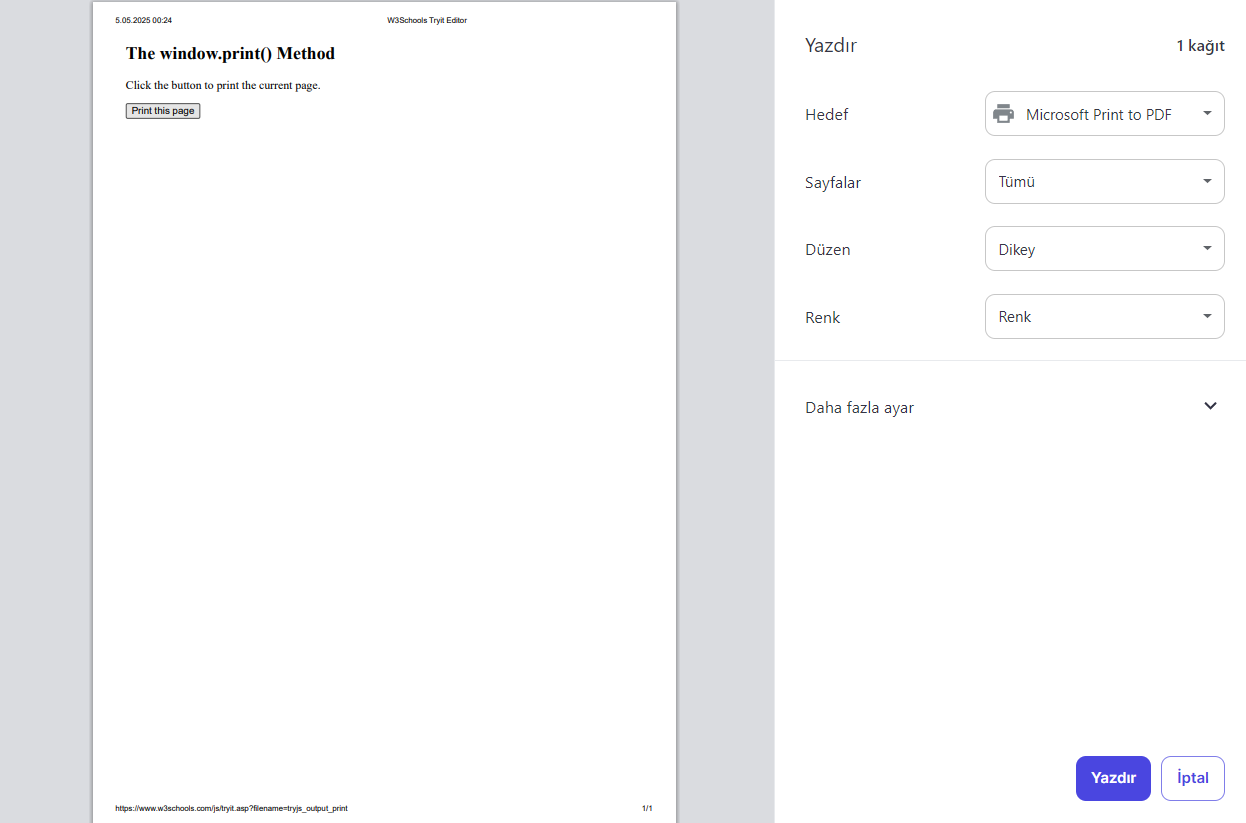 5.05.2025 00:24
W3Schools Tryit Editor
The window.print() Method
Click the button to print the current page.
Print this page
https://www.w3schools.com/js/tryit.asp?filename=tryjs_output_print
1/1
Yazdır
1 kağıt
Hedef
Microsoft Print to PDF
Sayfalar
Tümü
Düzen
Dikey
Renk
Renk
Daha fazla ayar
Yazdır
İptal